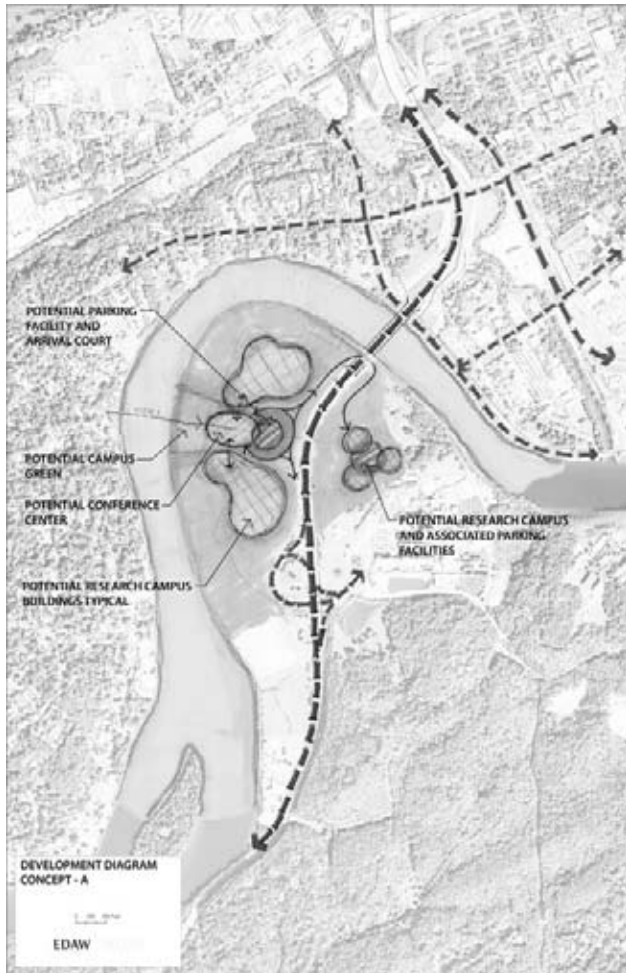 POTENTIAL PARKING
FACILITY AND
ARRIVAL COURT
POTENTIAL CAMPUS
GREEN
POTENTIAL CONFERENCE
CENTER
POTENTIAL RESEARCH CAMPUS
BUILDINGS TYPICAL
POTENTIAL RESEARCH CAMPUS
AND ASSOCIATED PARKING
FACILITIES
DEVELOPMENT DIAGRAM
CONCEPT - A
EDAW